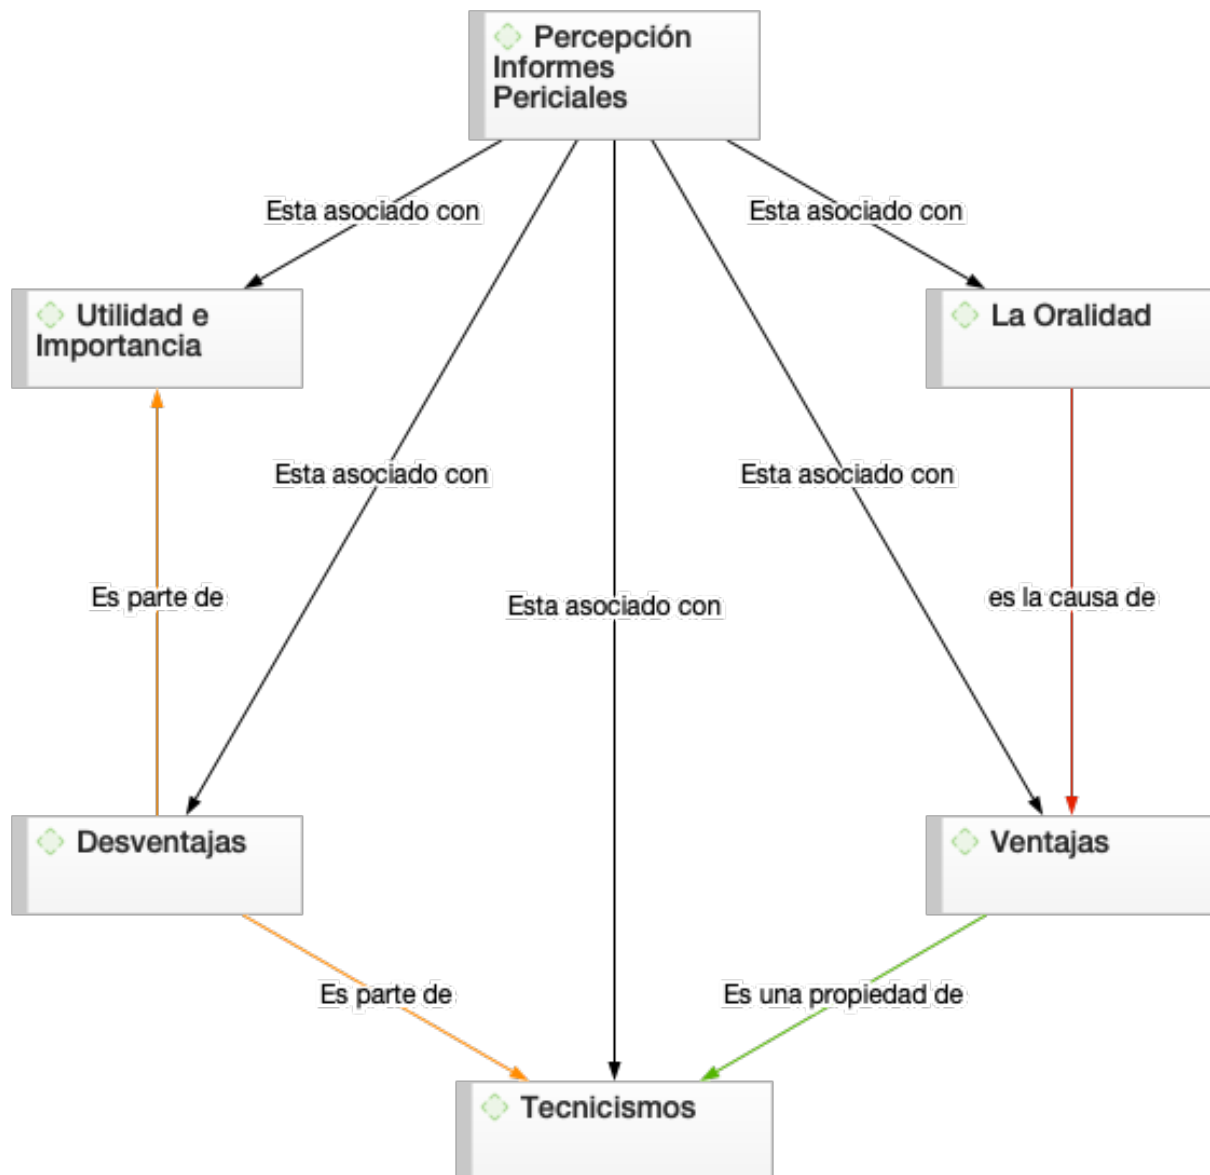 Percepción
Informes
Periciales
Esta asociado con
Esta asociado con
Utilidad e
Importancia
La Oralidad
Esta asociado con
Esta asociado con
Es parte de
Esta asociado con
es la causa de
Desventajas
Ventajas
Es parte de
Es una propiedad de
Tecnicismos